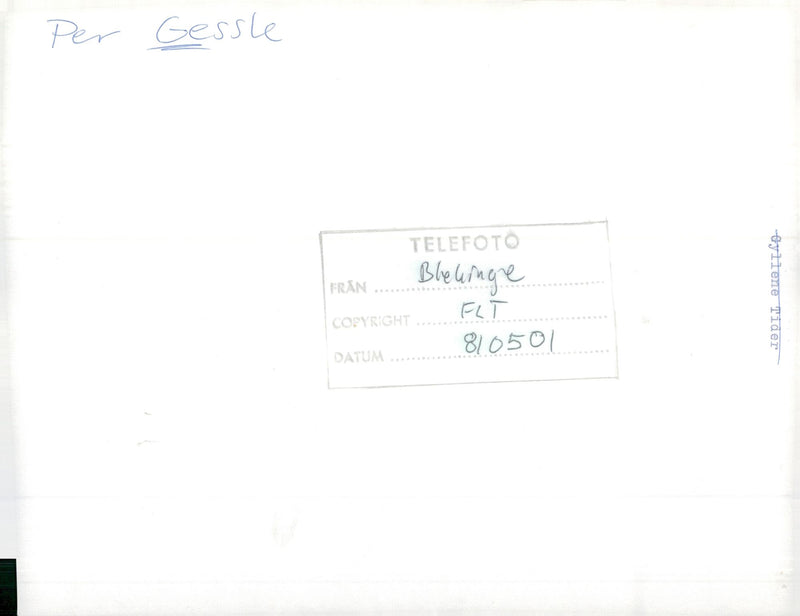 Per Gessle
TELEFOTO
FRÅN Blekinge
COPYRIGHT FLT
DATUM 810501
Gyllene Tider